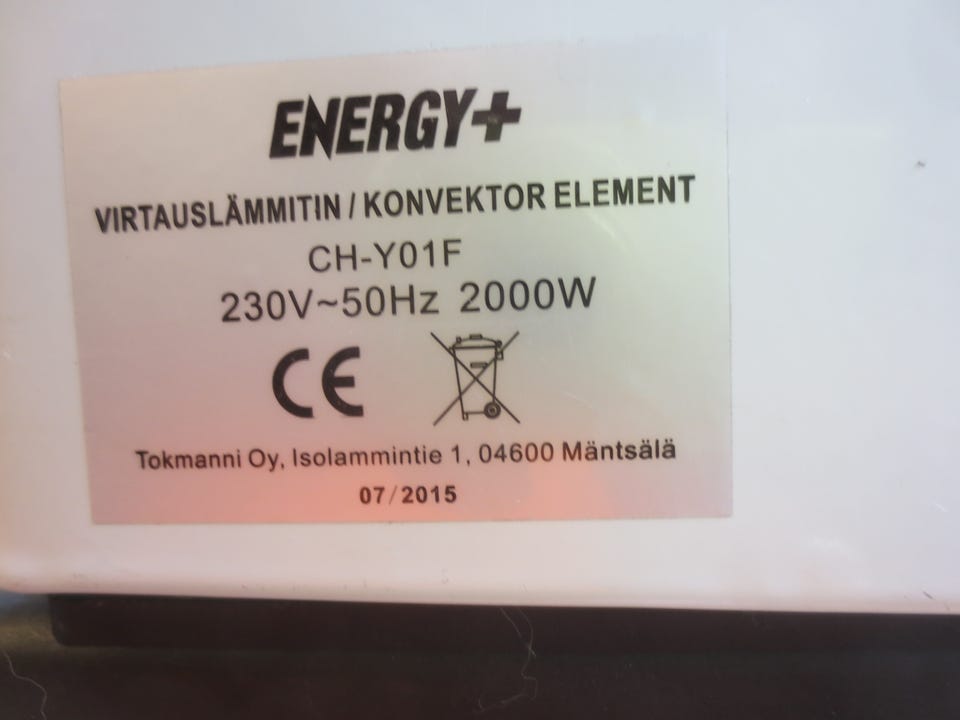 ENERGY+
VIRTAUSLÄMMITIN / KONVEKTOR ELEMENT
CH-Y01F
230V~50Hz 2000W
CE
Tokmanni Oy, Isolammintie 1, 04600 Mäntsälä
07/2015